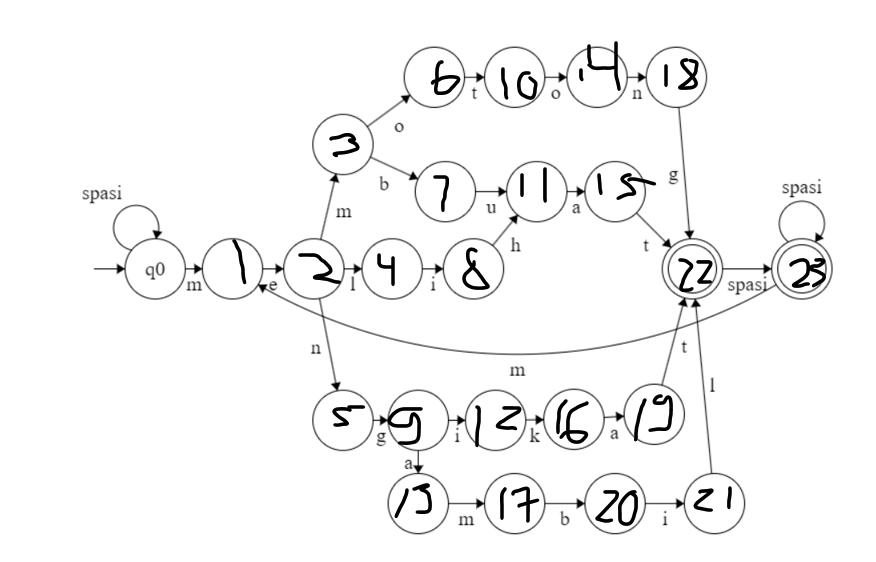 6 t 10 o 14 n 18
3 o
b 7 u 11 a 15 g
spasi m h t spasi
q0 m 1 e 2 l 4 i 8 22 spasi 23
n m t l
5 g 9 i 12 k 16 a 19
a
13 m 17 b 20 i 21